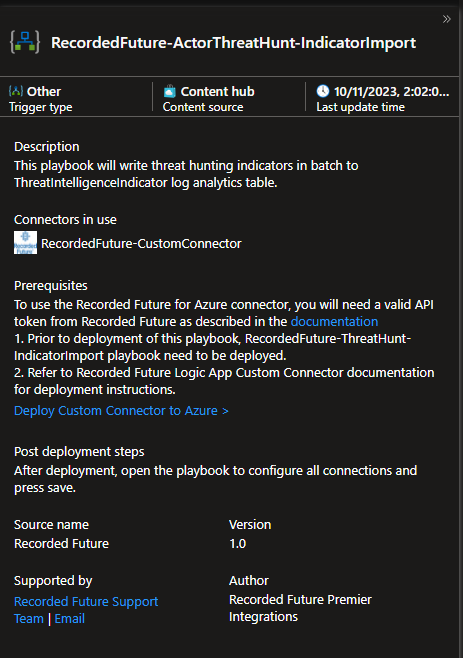 »
RecordedFuture-ActorThreatHunt-IndicatorImport
Other
Trigger type
Content hub
Content source
10/11/2023, 2:02:0...
Last update time
Description
This playbook will write threat hunting indicators in batch to
ThreatIntelligenceIndicator log analytics table.
Connectors in use
Recorded Future
RecordedFuture-CustomConnector
Prerequisites
To use the Recorded Future for Azure connector, you will need a valid API
token from Recorded Future as described in the documentation
1. Prior to deployment of this playbook, RecordedFuture-ThreatHunt-
IndicatorImport playbook need to be deployed.
2. Refer to Recorded Future Logic App Custom Connector documentation
for deployment instructions.
Deploy Custom Connector to Azure >
Post deployment steps
After deployment, open the playbook to configure all connections and
press save.
Source name
Recorded Future
Version
1.0
Supported by
Recorded Future Support
Team | Email
Author
Recorded Future Premier
Integrations